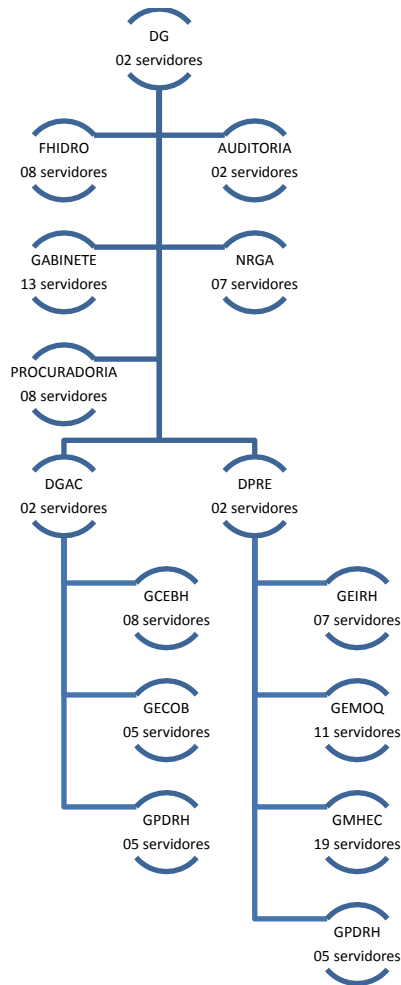 DG
02 servidores
FHIDRO
08 servidores
AUDITORIA
02 servidores
GABINETE
13 servidores
NRGA
07 servidores
PROCURADORIA
08 servidores
DGAC
02 servidores
DPRE
02 servidores
GCEBH
08 servidores
GEIRH
07 servidores
GECOB
05 servidores
GEMOQ
11 servidores
GPDRH
05 servidores
GMHEC
19 servidores
GPDRH
05 servidores